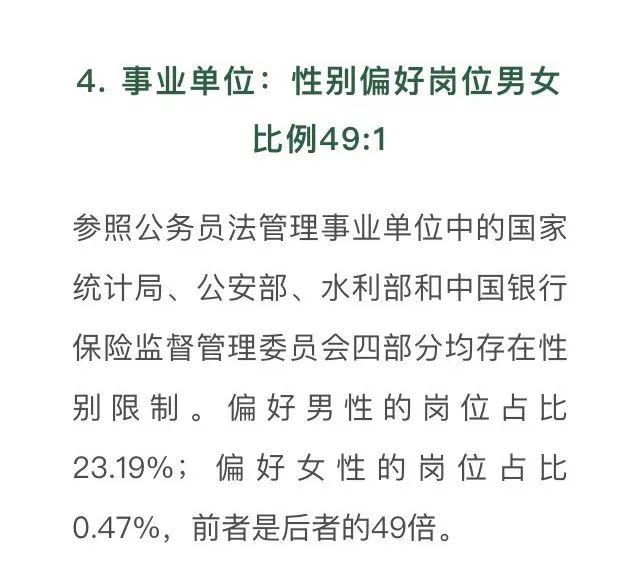 4. 事业单位：性别偏好岗位男女
比例49:1
参照公务员法管理事业单位中的国家
统计局、公安部、水利部和中国银行
保险监督管理委员会四部分均存在性
别限制。偏好男性的岗位占比
23.19%；偏好女性的岗位占比
0.47%，前者是后者的49倍。